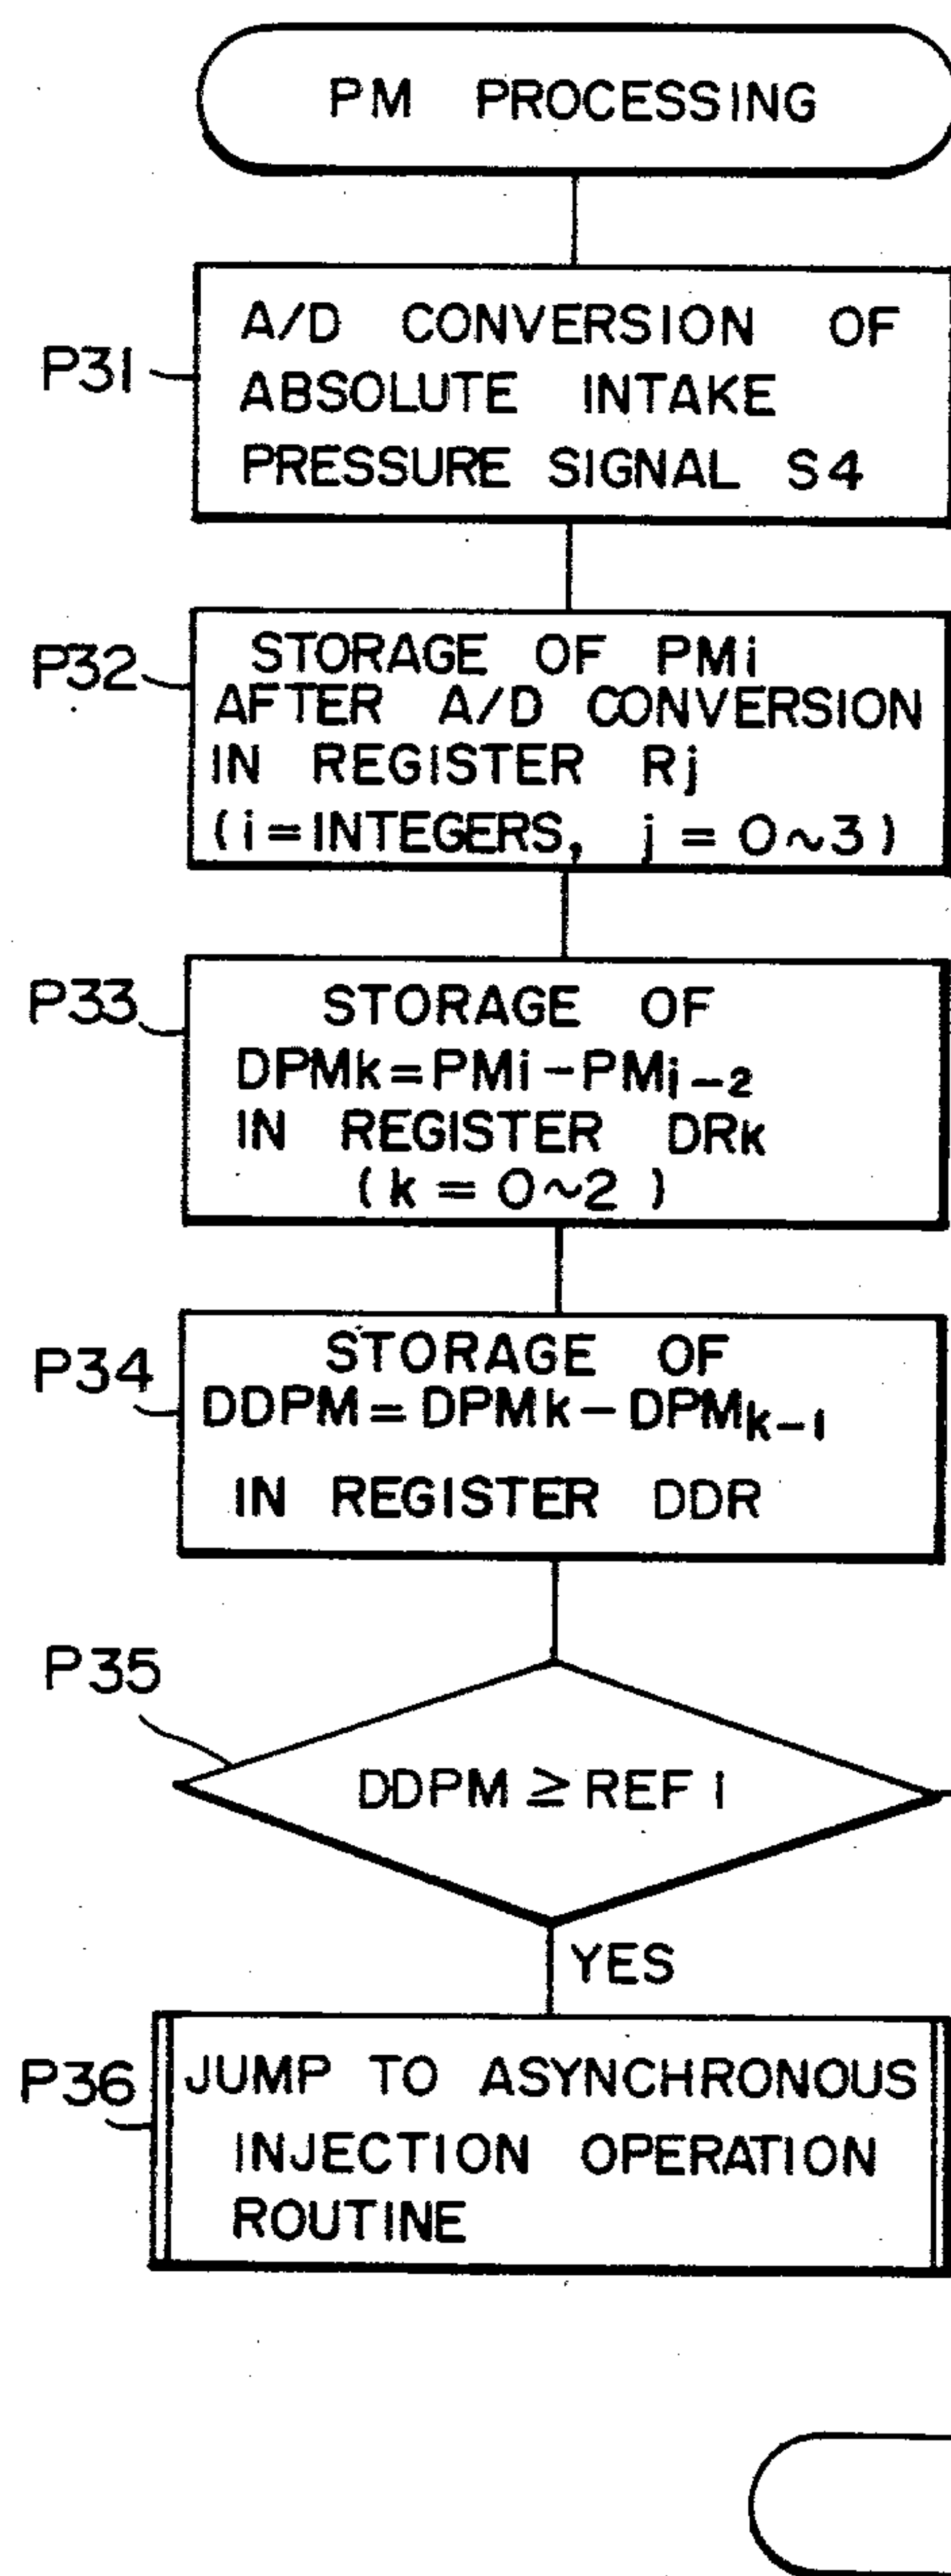 PM PROCESSING
P31
A/D CONVERSION OF
ABSOLUTE INTAKE
PRESSURE SIGNAL S4
P32
STORAGE OF PMi
AFTER A/D CONVERSION
IN REGISTER Rj
(i=INTEGERS, j = 0~3)
P33
STORAGE OF
DPMk=PMi-PMi-2
IN REGISTER DRk
(k = 0~2)
P34
STORAGE OF
DDPM=DPMk-DPMk-1
IN REGISTER DDR
P35
DDPM ≥ REF 1
YES
P36
JUMP TO ASYNCHRONOUS
INJECTION OPERATION
ROUTINE